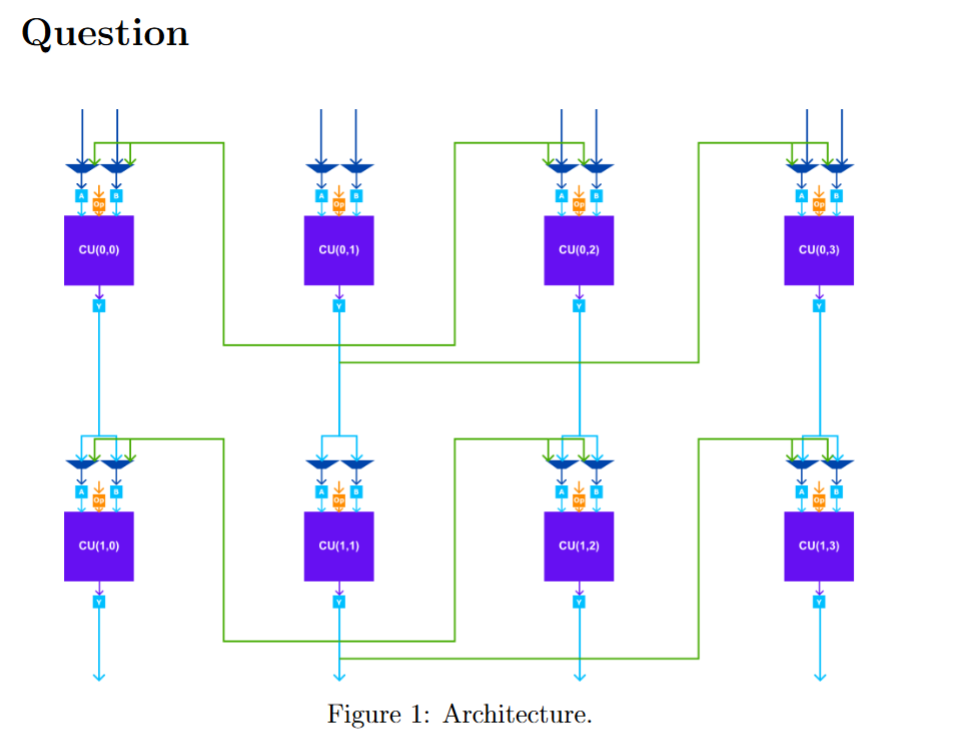 Question
A Op B A Op B A Op B A Op B
CU(0,0) CU(0,1) CU(0,2) CU(0,3)
Y Y Y Y
A Op B A Op B A Op B A Op B
CU(1,0) CU(1,1) CU(1,2) CU(1,3)
Y Y Y Y
Figure 1: Architecture.